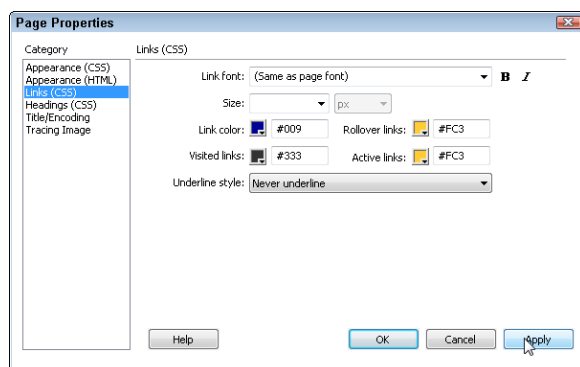 Page Properties
Category
Links (CSS)
Appearance (CSS)
Appearance (HTML)
Links (CSS)
Headings (CSS)
Title/Encoding
Tracing Image
Link font: (Same as page font) B I
Size: px
Link color: #009 Rollover links: #FC3
Visited links: #333 Active links: #FC3
Underline style: Never underline
Help OK Cancel Apply